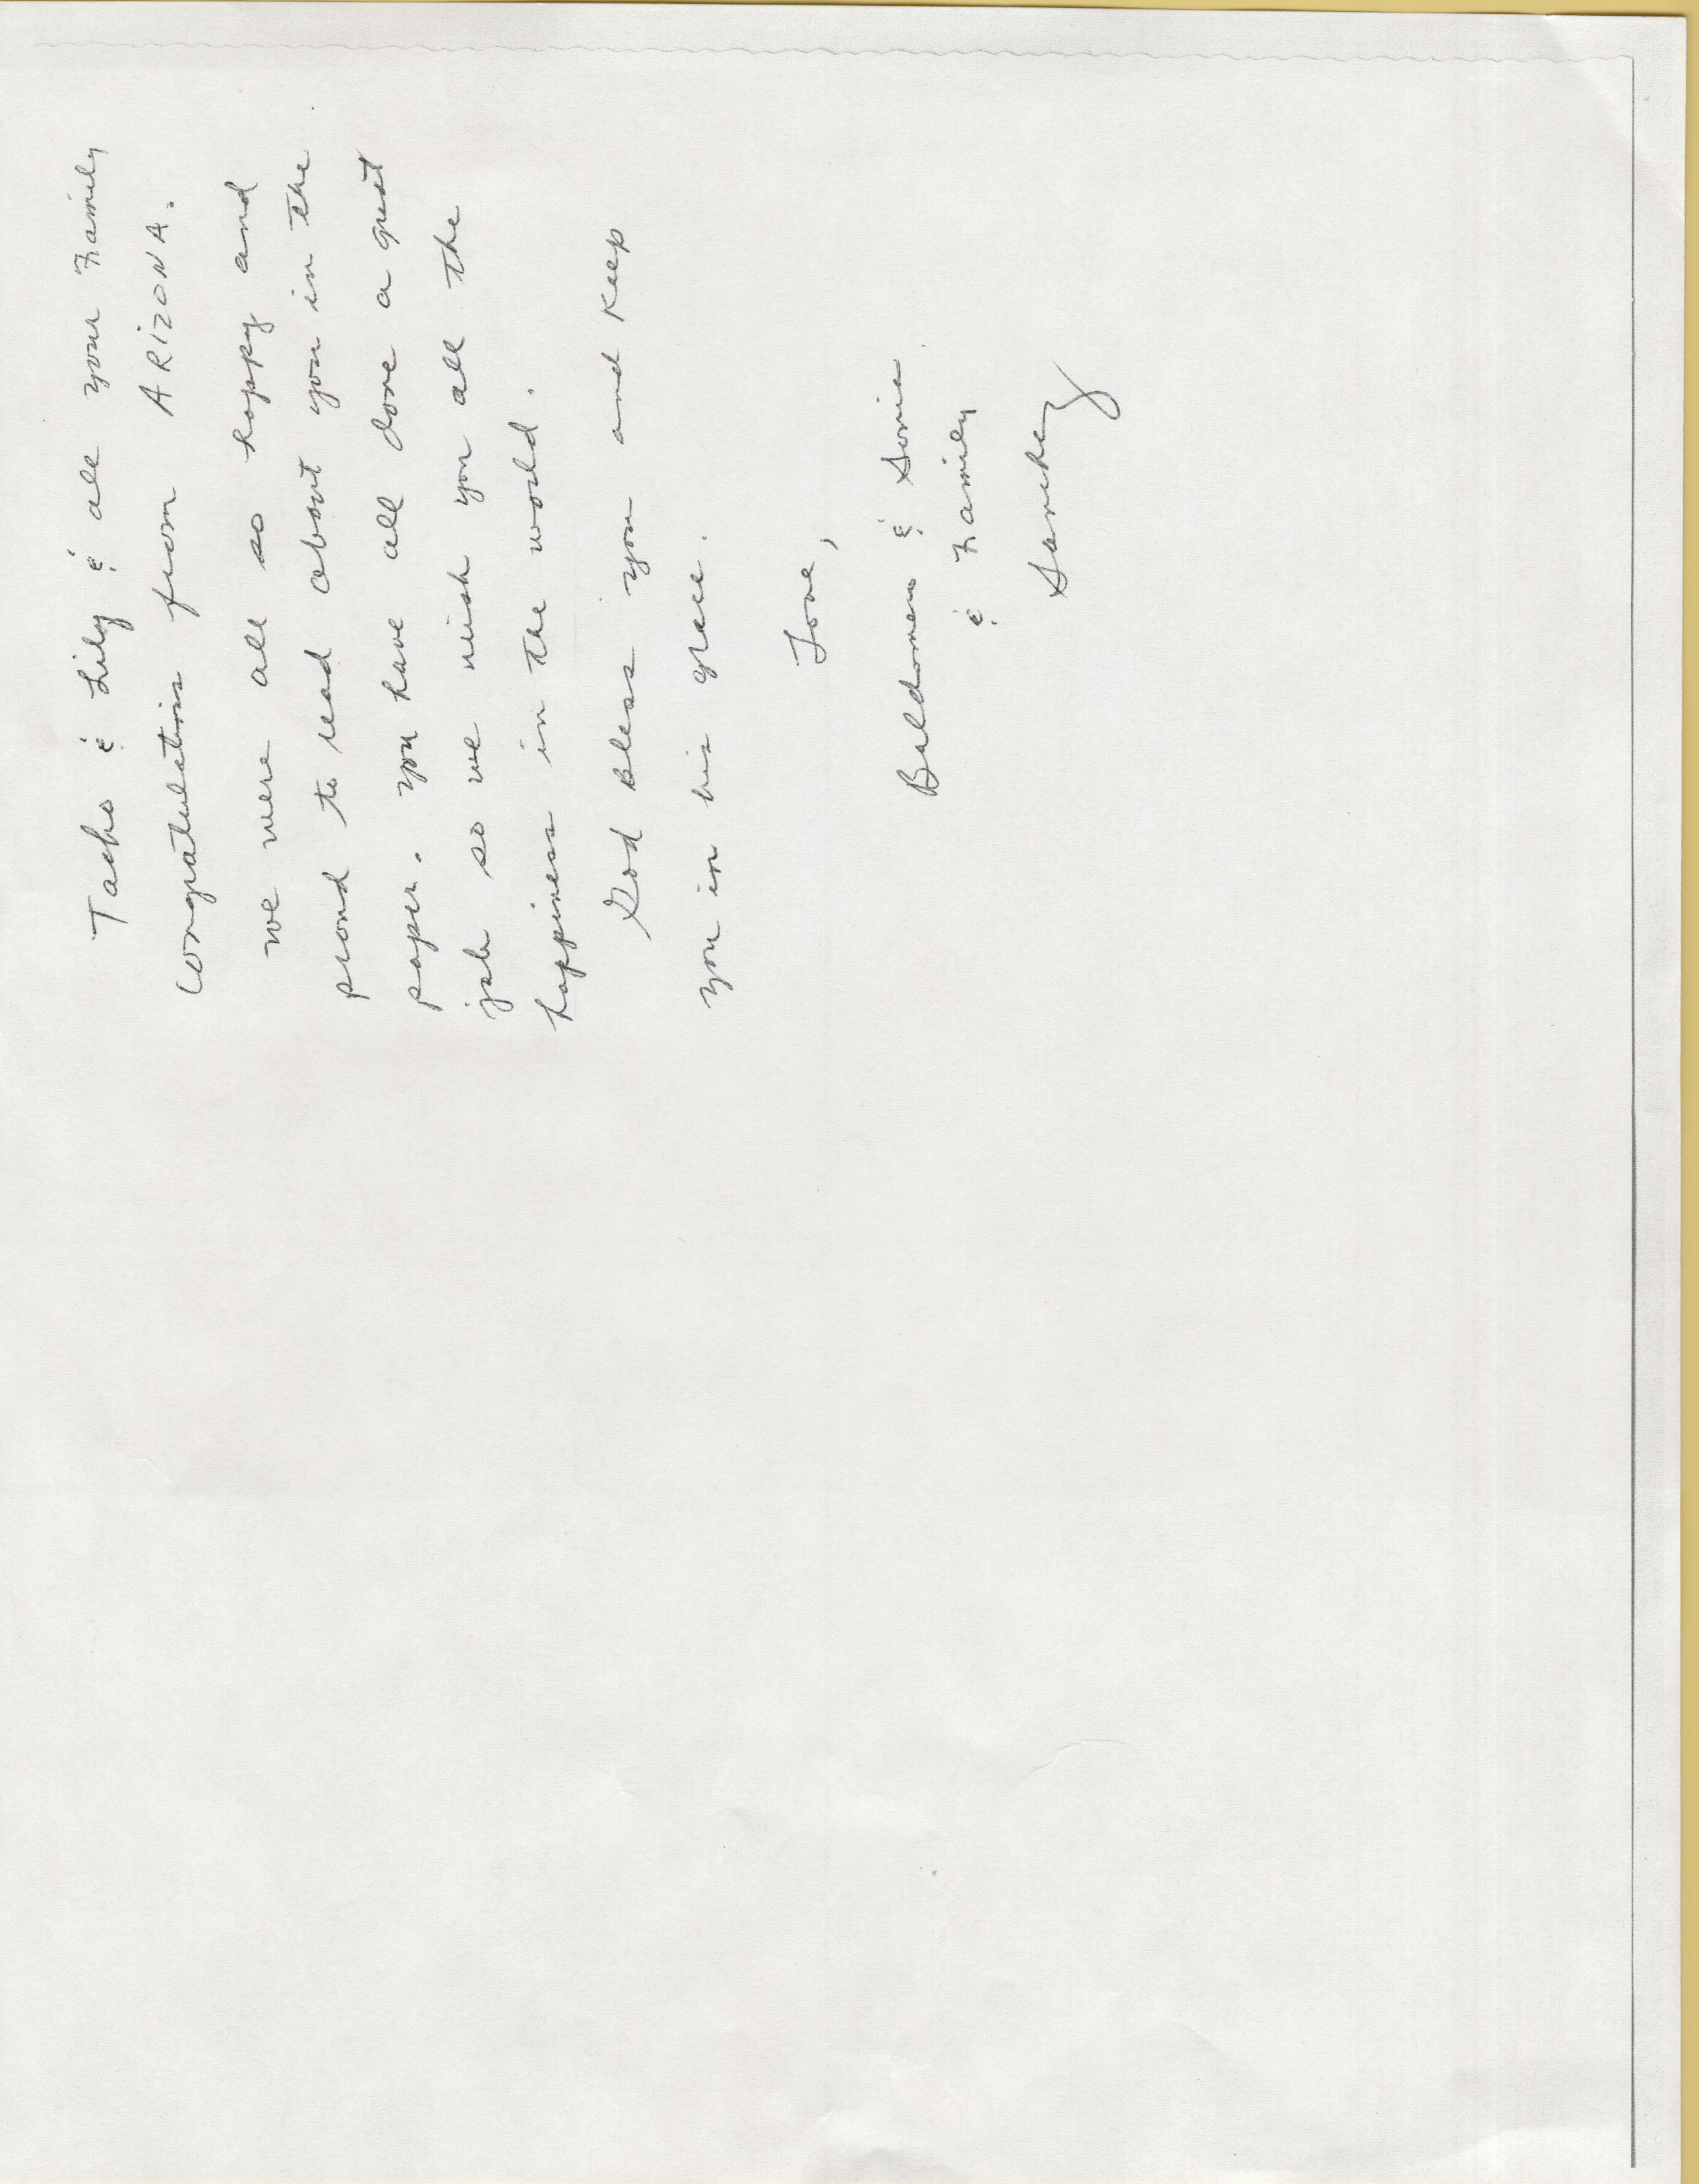 Tacho & Lily & all your Family
Congratulations from ARiZONA.
we were all so happy and
proud to read about you in the
paper. you have all done a great
job so we wish you all the
happiness in the world.
God Bless you and Keep
you in his grace.
Love,
Baldomero & Sonia
& Family
Sanchez